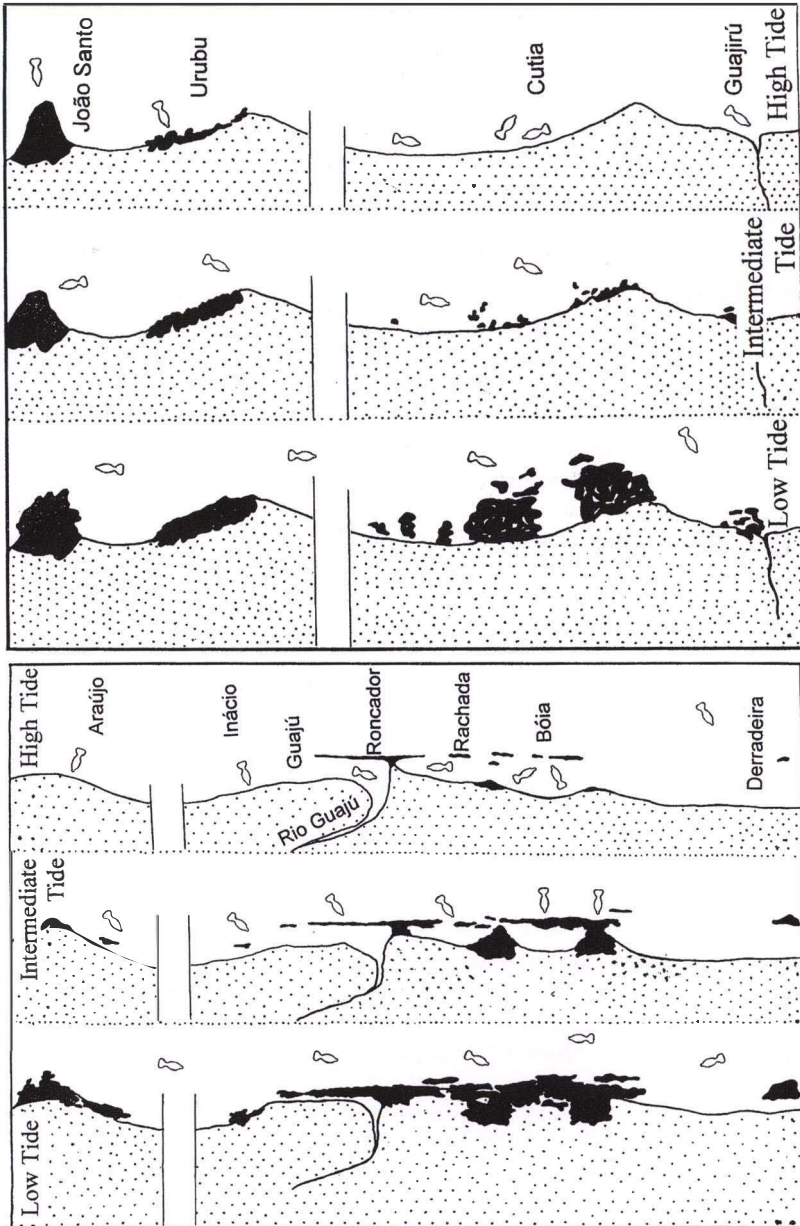 João Santo
Urubu
Cutia
Guajirú
High Tide
Intermediate
Tide
Low Tide
High Tide
Araújo
Inácio
Guajú
Roncador
Rachada
Bóia
Derradeira
Rio Guajú
Intermediate
Tide
Low Tide